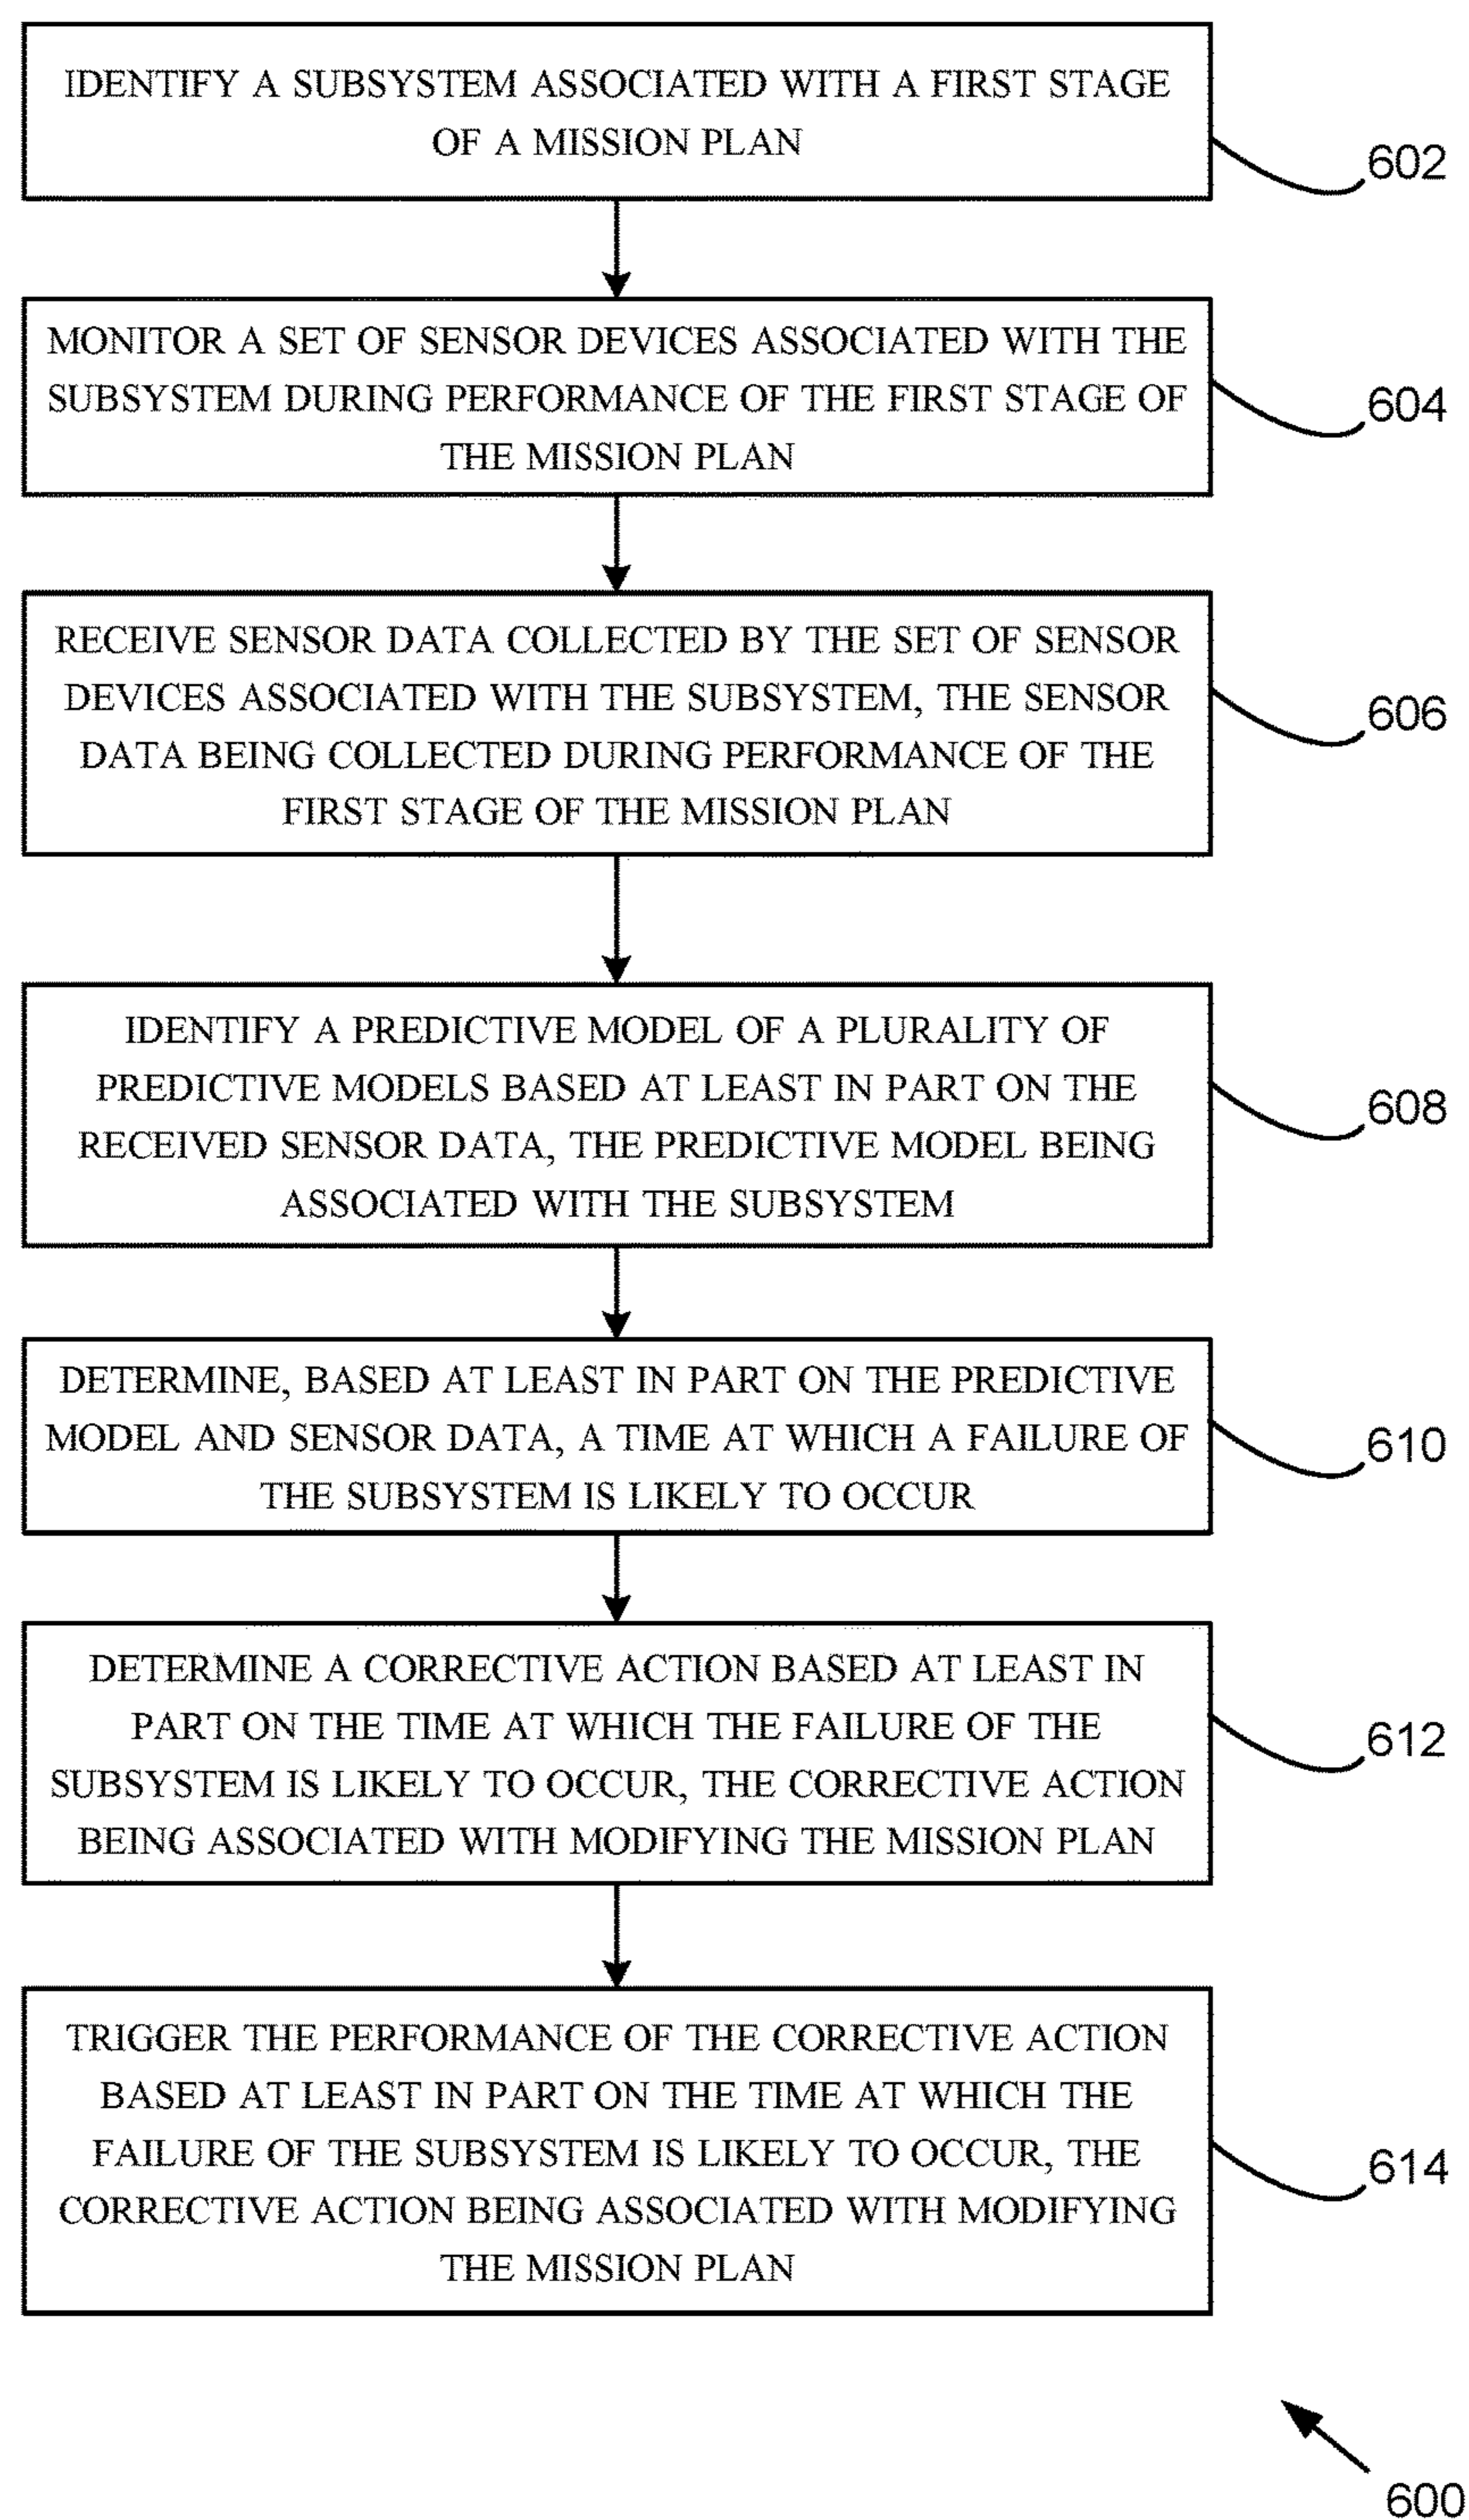 IDENTIFY A SUBSYSTEM ASSOCIATED WITH A FIRST STAGE
OF A MISSION PLAN
602
MONITOR A SET OF SENSOR DEVICES ASSOCIATED WITH THE
SUBSYSTEM DURING PERFORMANCE OF THE FIRST STAGE OF
THE MISSION PLAN
604
RECEIVE SENSOR DATA COLLECTED BY THE SET OF SENSOR
DEVICES ASSOCIATED WITH THE SUBSYSTEM, THE SENSOR
DATA BEING COLLECTED DURING PERFORMANCE OF THE
FIRST STAGE OF THE MISSION PLAN
606
IDENTIFY A PREDICTIVE MODEL OF A PLURALITY OF
PREDICTIVE MODELS BASED AT LEAST IN PART ON THE
RECEIVED SENSOR DATA, THE PREDICTIVE MODEL BEING
ASSOCIATED WITH THE SUBSYSTEM
608
DETERMINE, BASED AT LEAST IN PART ON THE PREDICTIVE
MODEL AND SENSOR DATA, A TIME AT WHICH A FAILURE OF
THE SUBSYSTEM IS LIKELY TO OCCUR
610
DETERMINE A CORRECTIVE ACTION BASED AT LEAST IN
PART ON THE TIME AT WHICH THE FAILURE OF THE
SUBSYSTEM IS LIKELY TO OCCUR, THE CORRECTIVE ACTION
BEING ASSOCIATED WITH MODIFYING THE MISSION PLAN
612
TRIGGER THE PERFORMANCE OF THE CORRECTIVE ACTION
BASED AT LEAST IN PART ON THE TIME AT WHICH THE
FAILURE OF THE SUBSYSTEM IS LIKELY TO OCCUR, THE
CORRECTIVE ACTION BEING ASSOCIATED WITH MODIFYING
THE MISSION PLAN
614
600